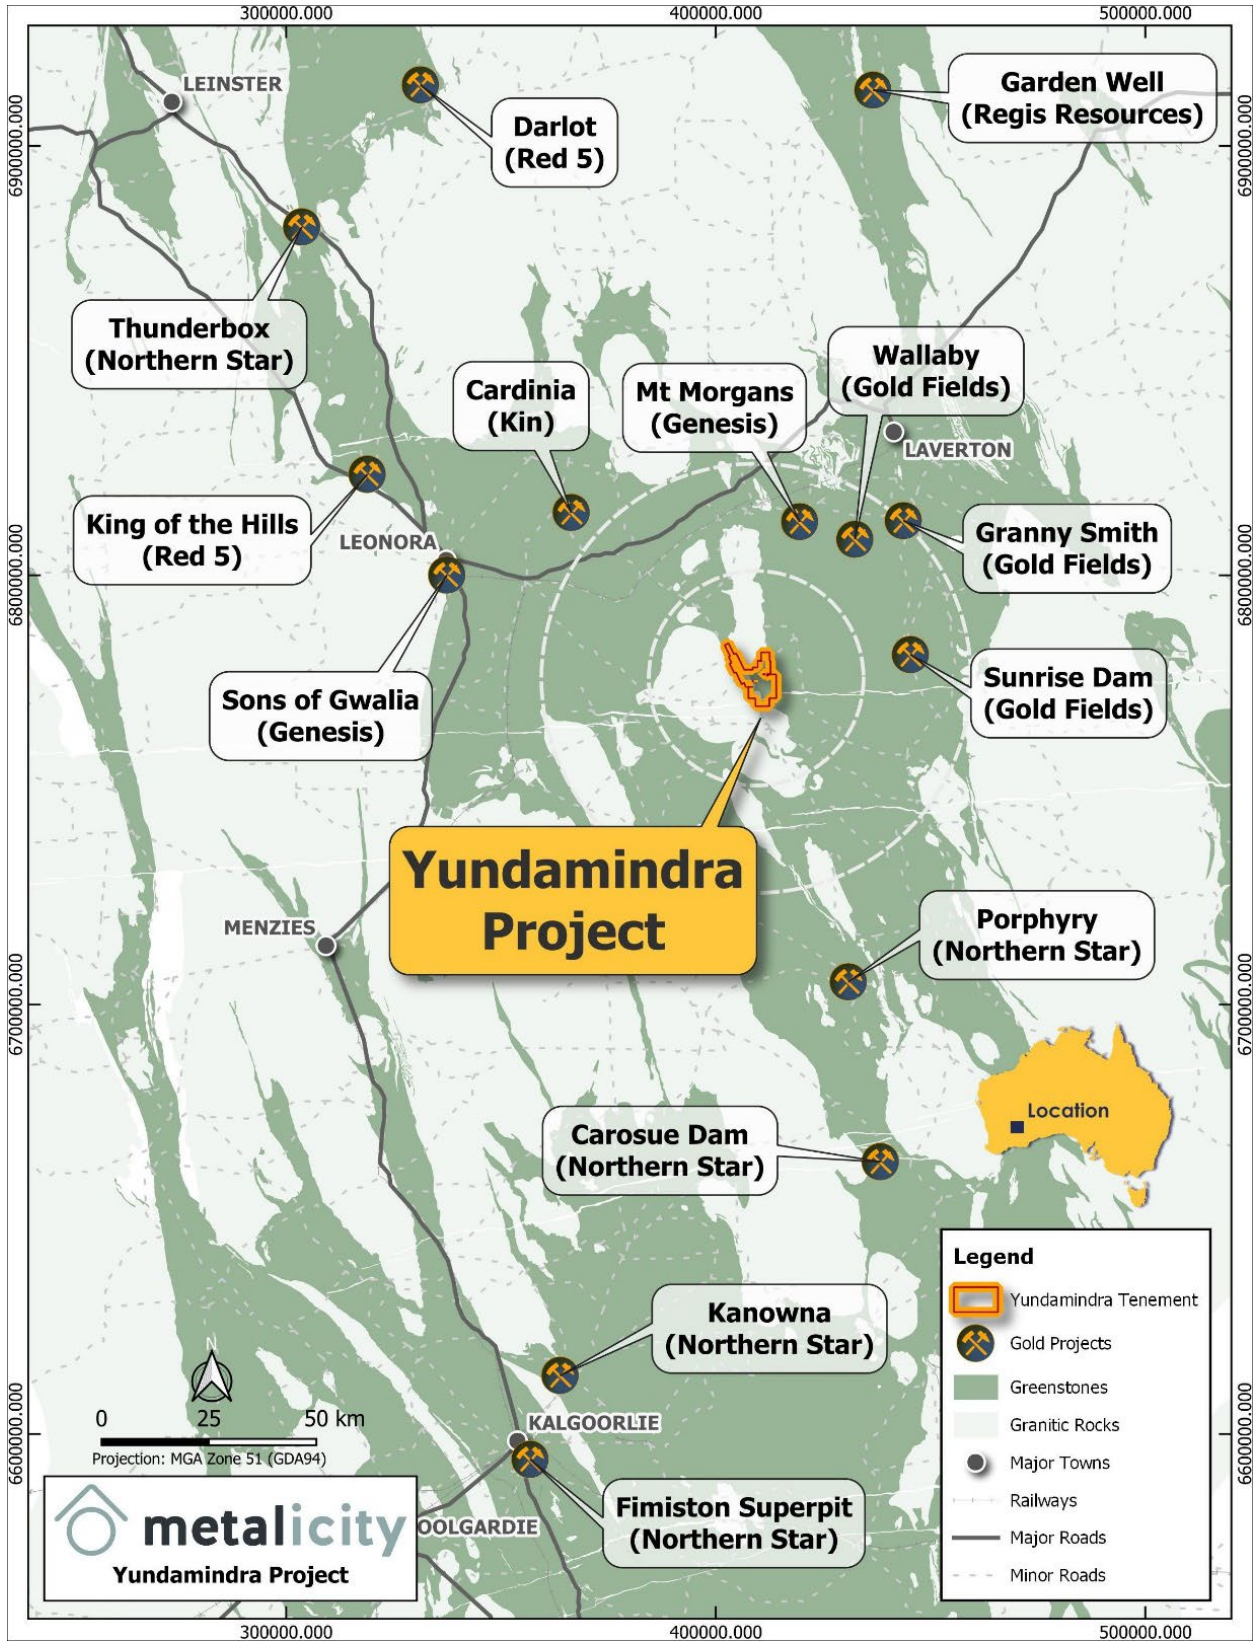 300000.000
400000.000
500000.000
6900000.000
6900000.000
LEINSTER
Darlot
(Red 5)
Garden Well
(Regis Resources)
Thunderbox
(Northern Star)
Cardinia
(Kin)
Mt Morgans
(Genesis)
Wallaby
(Gold Fields)
LAVERTON
King of the Hills
(Red 5)
LEONORA
Granny Smith
(Gold Fields)
6800000.000
6800000.000
Sons of Gwalia
(Genesis)
Sunrise Dam
(Gold Fields)
Yundamindra
Project
MENZIES
Porphyry
(Northern Star)
6700000.000
6700000.000
Location
Carosue Dam
(Northern Star)
Kanowna
(Northern Star)
KALGOORLIE
Fimiston Superpit
(Northern Star)
OOLGARDIE
6600000.000
6600000.000
N
0 25 50 km
Projection: MGA Zone 51 (GDA94)
metalicity
Yundamindra Project
Legend
Yundamindra Tenement
Gold Projects
Greenstones
Granitic Rocks
Major Towns
Railways
Major Roads
Minor Roads
300000.000
400000.000
500000.000